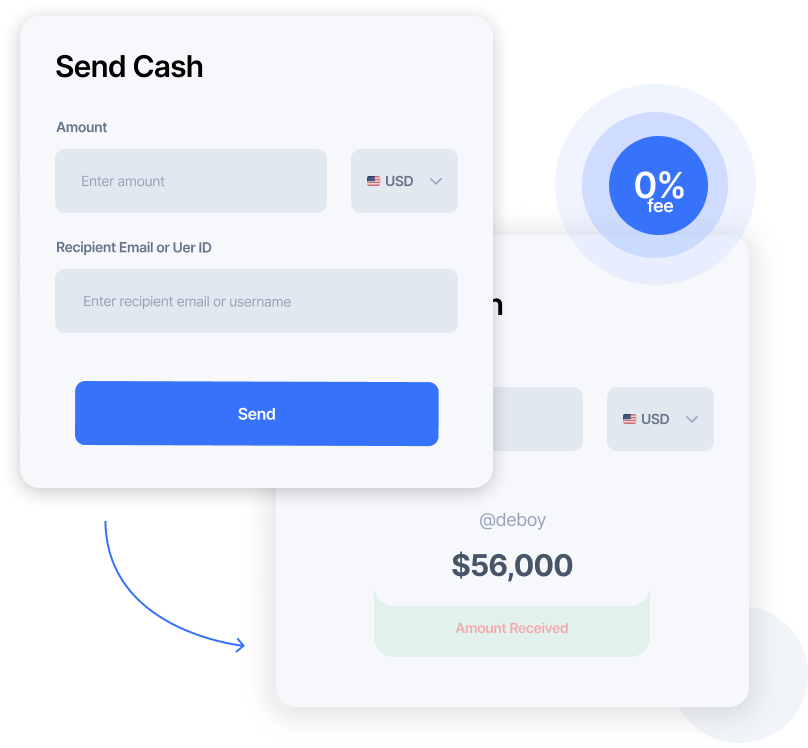 Send Cash
Amount
Enter amount
USD
Recipient Email or Uer ID
Enter recipient email or username
Send
0%
fee
USD
@deboy
$56,000
Amount Received